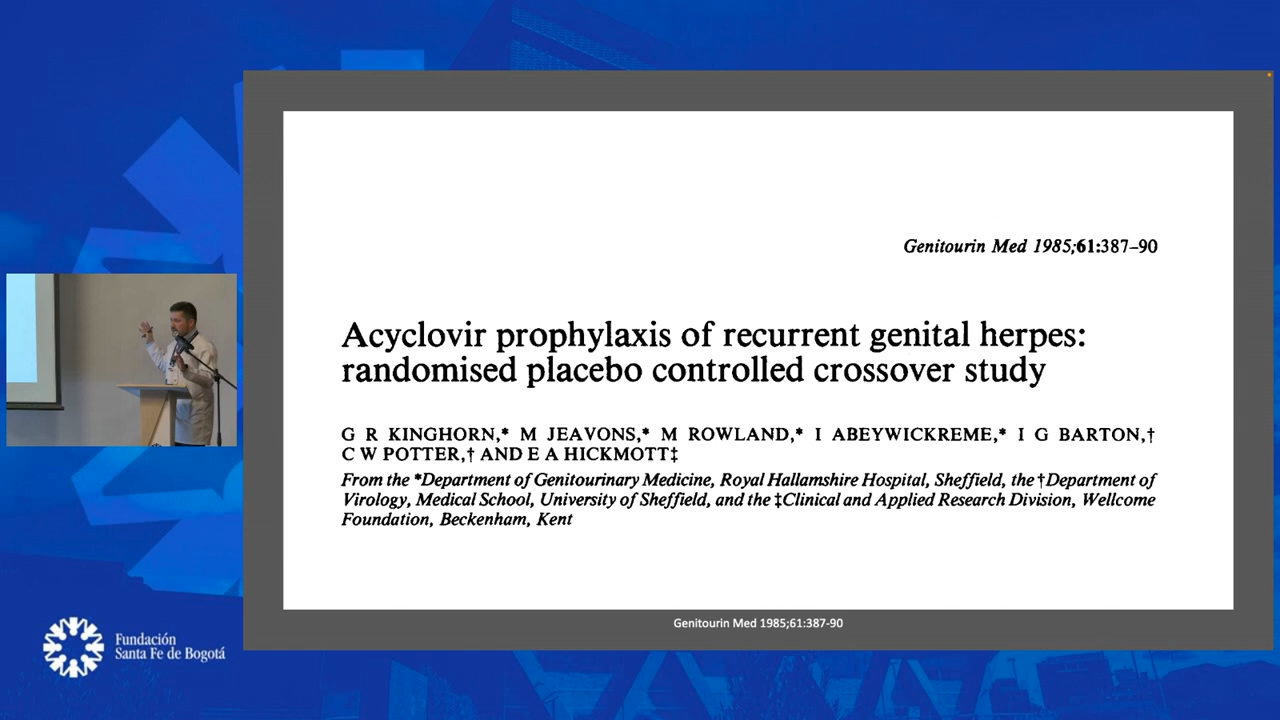 Genitourin Med 1985;61:387–90
Acyclovir prophylaxis of recurrent genital herpes:
randomised placebo controlled crossover study
G R KINGHORN,* M JEAVONS,* M ROWLAND,* I ABEYWICKREME,* I G BARTON,†
C W POTTER,† AND E A HICKMOTT‡
From the *Department of Genitourinary Medicine, Royal Hallamshire Hospital, Sheffield, the †Department of
Virology, Medical School, University of Sheffield, and the ‡Clinical and Applied Research Division, Wellcome
Foundation, Beckenham, Kent
Genitourin Med 1985;61:387-90
Fundación
Santa Fe de Bogotá